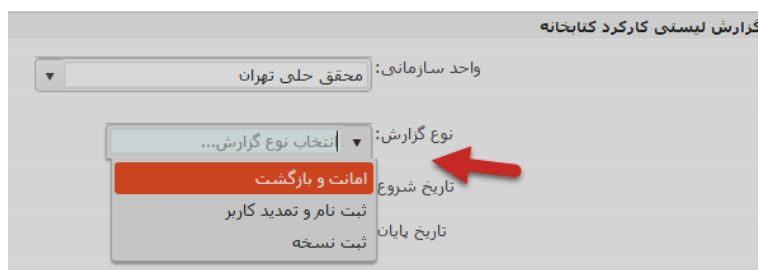 گزارش لیستی کارکرد کتابخانه
واحد سازمانی: محقق حلی تهران
نوع گزارش: انتخاب نوع گزارش...
امانت و بازگشت
تاریخ شروع
ثبت نام و تمدید کاربر
تاریخ پایان
ثبت نسخه